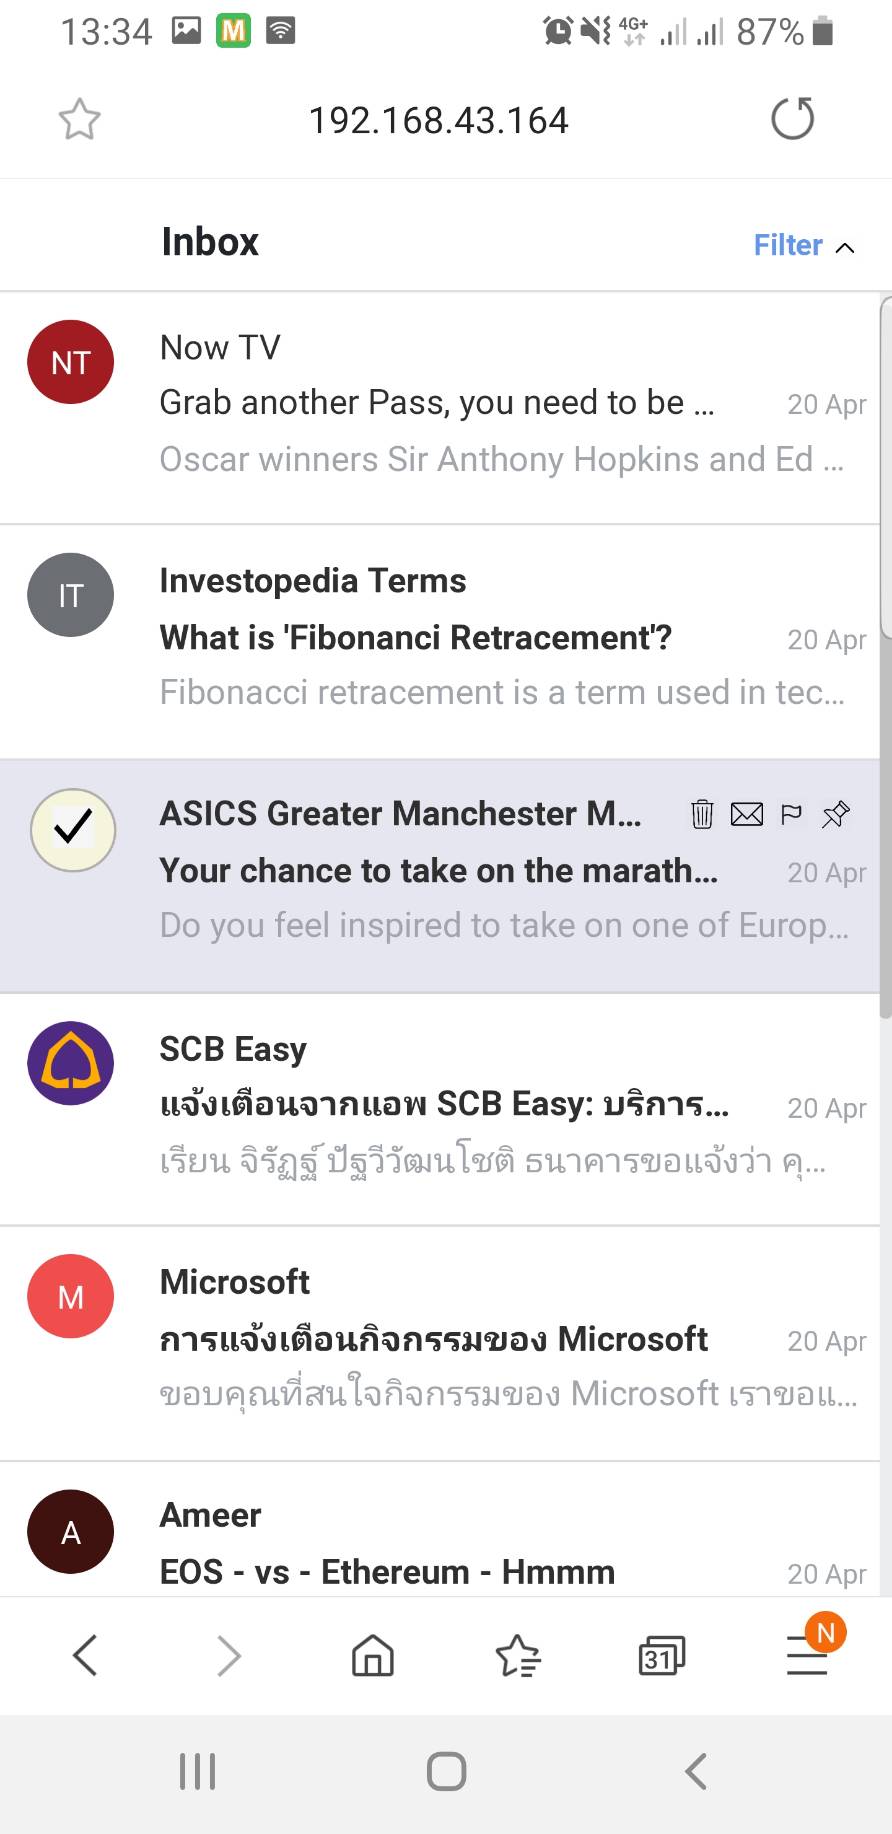 13:34
4G+
87%
192.168.43.164
Inbox
Filter
NT
Now TV
Grab another Pass, you need to be ...
20 Apr
Oscar winners Sir Anthony Hopkins and Ed ...
IT
Investopedia Terms
What is 'Fibonanci Retracement'?
20 Apr
Fibonacci retracement is a term used in tec...
ASICS Greater Manchester M...
Your chance to take on the marath...
20 Apr
Do you feel inspired to take on one of Europ...
SCB Easy
แจ้งเตือนจากแอพ SCB Easy: บริการ...
20 Apr
เรียน จิรัฏฐ์ ปัฐวีวัฒนโชติ ธนาคารขอแจ้งว่า คุ...
M
Microsoft
การแจ้งเตือนกิจกรรมของ Microsoft
20 Apr
ขอบคุณที่สนใจกิจกรรมของ Microsoft เราขอแ...
A
Ameer
EOS - vs - Ethereum - Hmmm
20 Apr
31
N